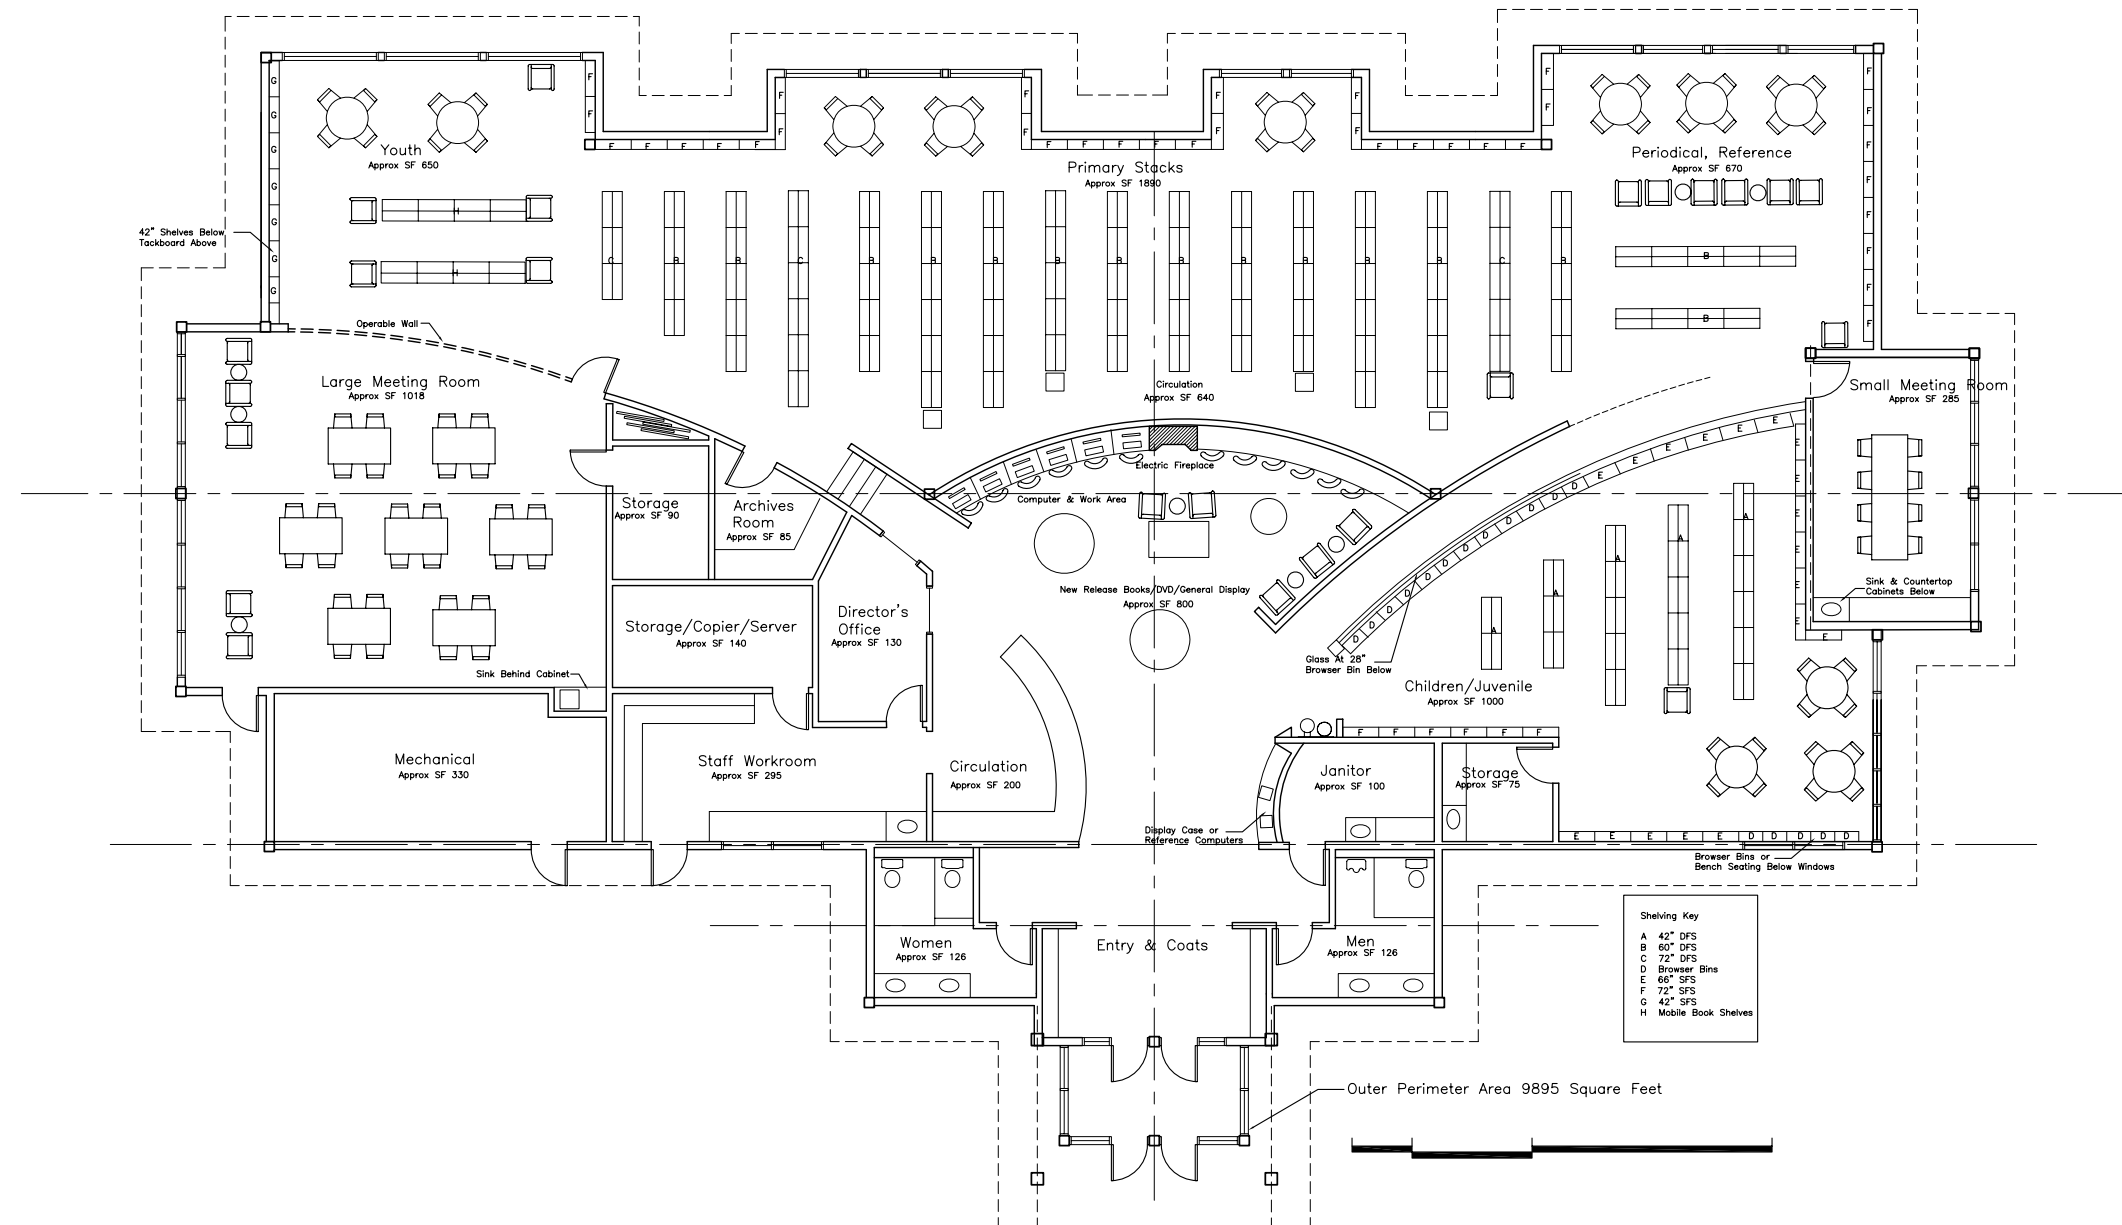 Youth
Approx SF 650
Primary Stacks
Approx SF 1890
Periodical, Reference
Approx SF 670
42" Shelves Below
Tackboard Above
Operable Wall
Large Meeting Room
Approx SF 1018
Circulation
Approx SF 640
Small Meeting Room
Approx SF 285
Electric Fireplace
Computer & Work Area
Storage
Approx SF 90
Archives
Room
Approx SF 85
New Release Books/DVD/General Display
Approx SF 800
Sink & Countertop
Cabinets Below
Director's
Office
Approx SF 130
Storage/Copier/Server
Approx SF 140
Glass At 28"
Browser Bin Below
Sink Behind Cabinet
Children/Juvenile
Approx SF 1000
Mechanical
Approx SF 330
Staff Workroom
Approx SF 295
Circulation
Approx SF 200
Janitor
Approx SF 100
Storage
Approx SF 75
Display Case or
Reference Computers
Browser Bins or
Bench Seating Below Windows
Women
Approx SF 126
Entry & Coats
Men
Approx SF 126
Shelving Key
A 42" DFS
B 60" DFS
C 72" DFS
D Browser Bins
E 66" SFS
F 72" SFS
G 42" SFS
H Mobile Book Shelves
Outer Perimeter Area 9895 Square Feet